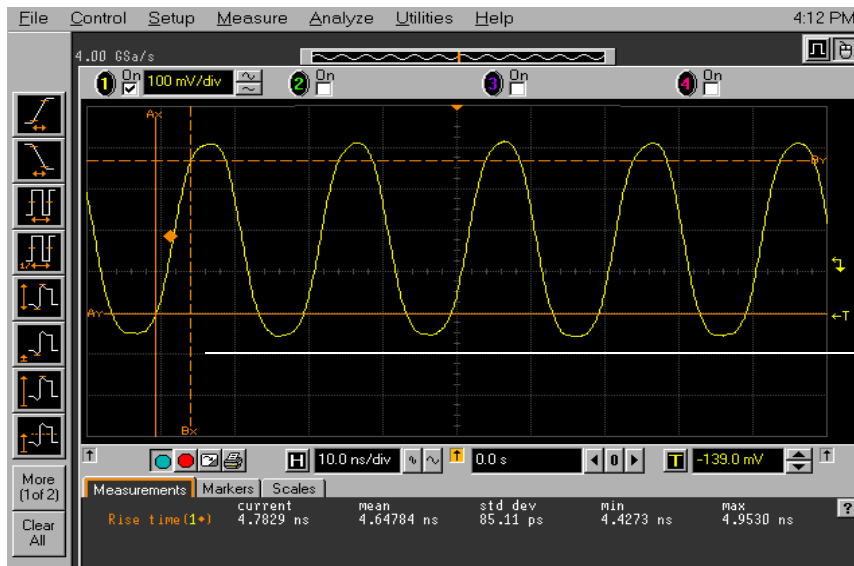 File Control Setup Measure Analyze Utilities Help 4:12 PM
4.00 GSa/s
1 On 100 mV/div 2 On 3 On 4 On
Ax
By
Ay
←T
Bx
H 10.0 ns/div 0.0 s 0 T -139.0 mV
More
(1 of 2)
Clear
All
Measurements Markers Scales
current mean std dev min max ?
Rise time(1) 4.7829 ns 4.64784 ns 85.11 ps 4.4273 ns 4.9530 ns